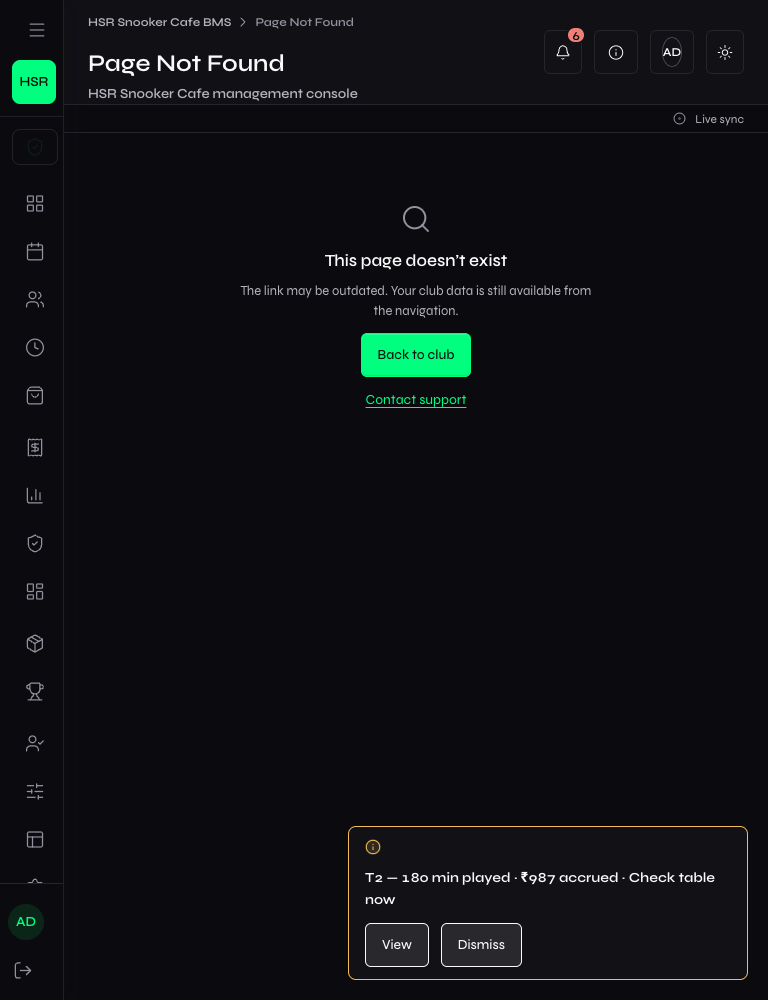 HSR Snooker Cafe BMS > Page Not Found
Page Not Found
HSR Snooker Cafe management console
6
AD
HSR
Live sync
This page doesn't exist
The link may be outdated. Your club data is still available from
the navigation.
Back to club
Contact support
T2 — 180 min played · ₹987 accrued · Check table
now
View
Dismiss
AD